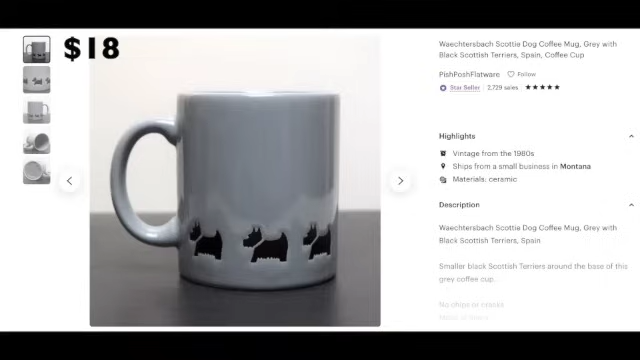 $18
Waechtersbach Scottie Dog Coffee Mug, Grey with
Black Scottish Terriers, Spain, Coffee Cup
PishPoshFlatware Follow
Star Seller 2,729 sales
Highlights
Vintage from the 1980s
Ships from a small business in Montana
Materials: ceramic
Description
Waechtersbach Scottie Dog Coffee Mug, Grey with
Black Scottish Terriers, Spain
Smaller black Scottish Terriers around the base of this
grey coffee cup.
No chips or cracks